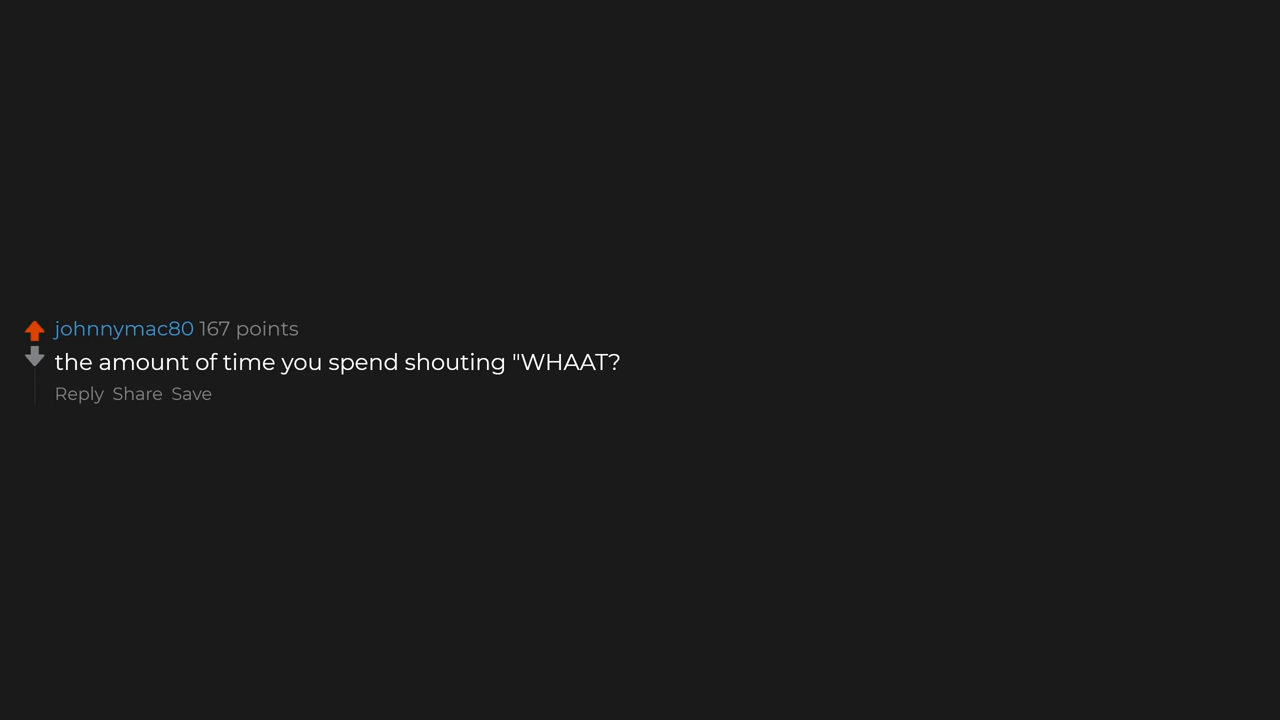 johnnymac80 167 points
the amount of time you spend shouting "WHAAT?
Reply Share Save